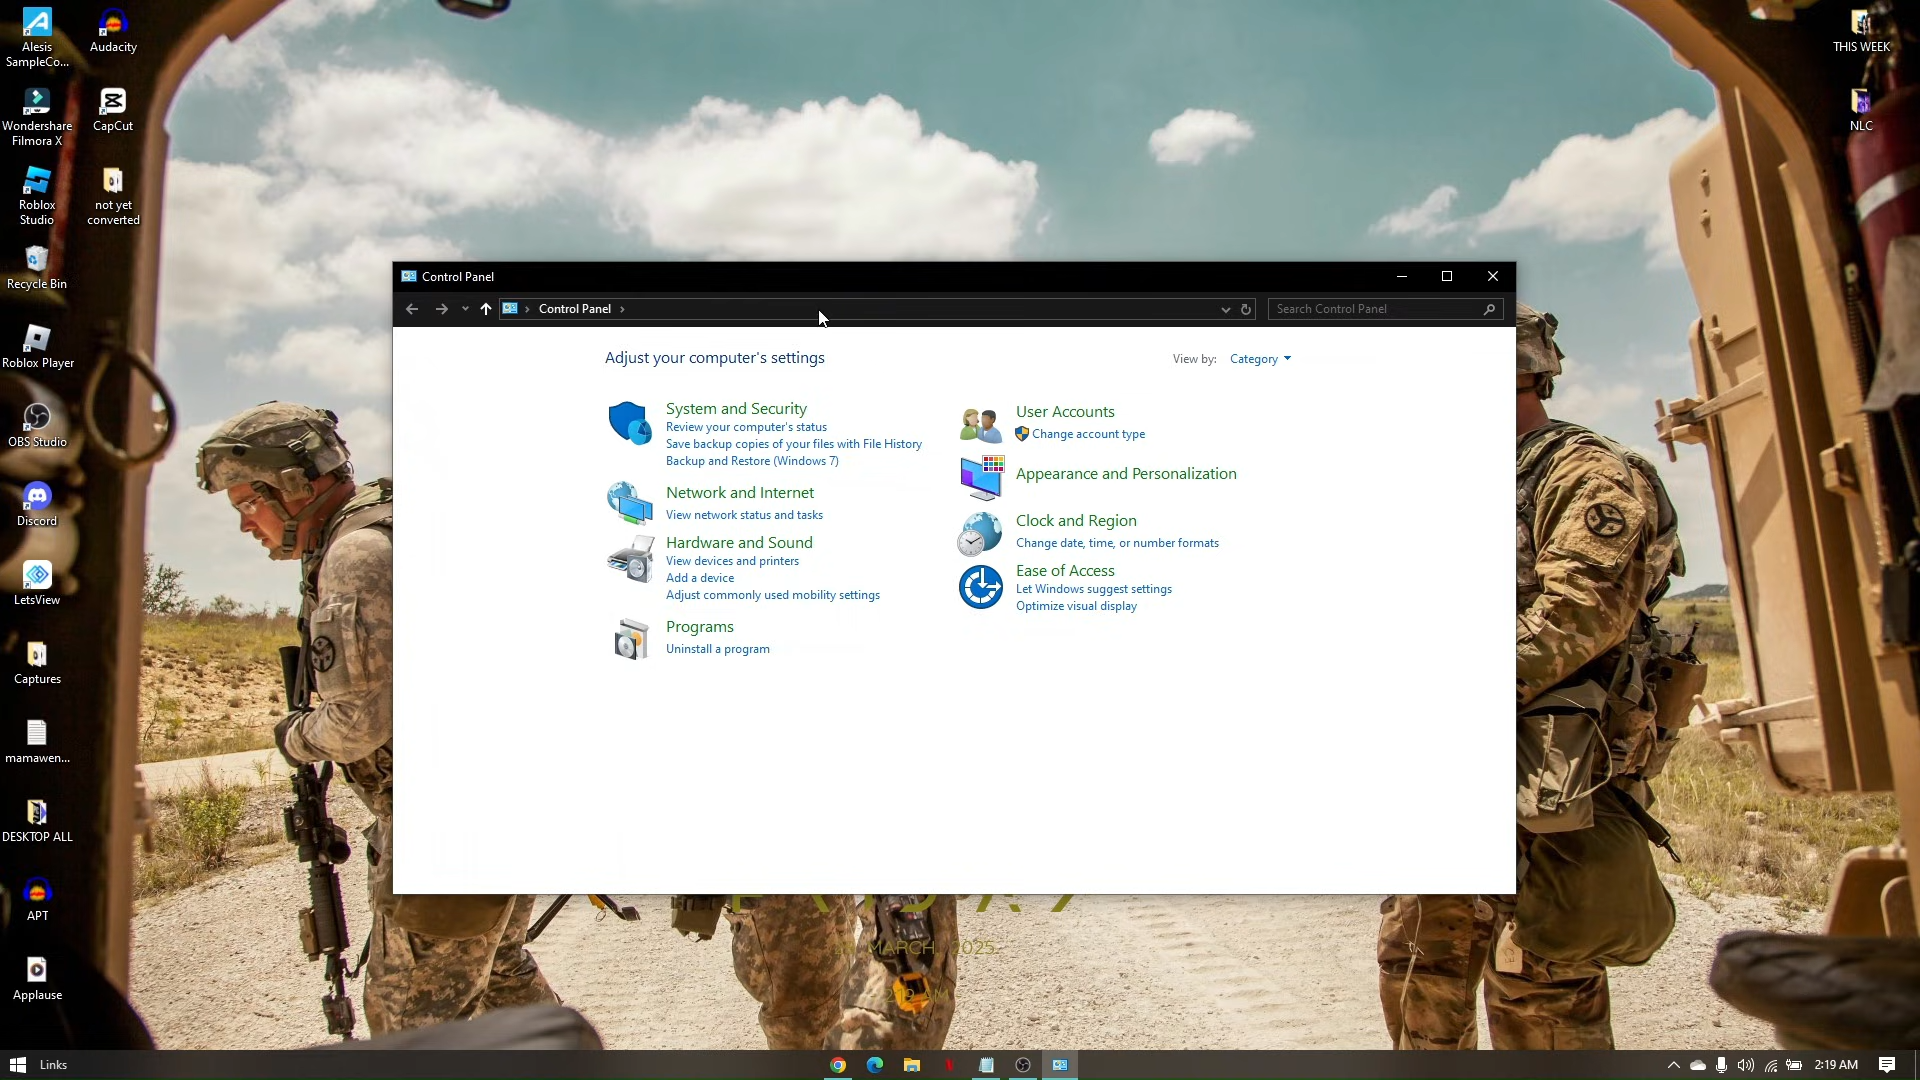 Alesis
SampleCo...
Audacity
Wondershare
Filmora X
CapCut
Roblox
Studio
not yet
converted
Recycle Bin
Roblox Player
OBS Studio
Discord
LetsView
Captures
mamawen...
DESKTOP ALL
APT
Applause
THIS WEEK
NLC
Control Panel
Control Panel
Search Control Panel
Adjust your computer's settings
View by: Category
System and Security
Review your computer's status
Save backup copies of your files with File History
Backup and Restore (Windows 7)
Network and Internet
View network status and tasks
Hardware and Sound
View devices and printers
Add a device
Adjust commonly used mobility settings
Programs
Uninstall a program
User Accounts
Change account type
Appearance and Personalization
Clock and Region
Change date, time, or number formats
Ease of Access
Let Windows suggest settings
Optimize visual display
MARCH, 2025.
Links
2:19 AM